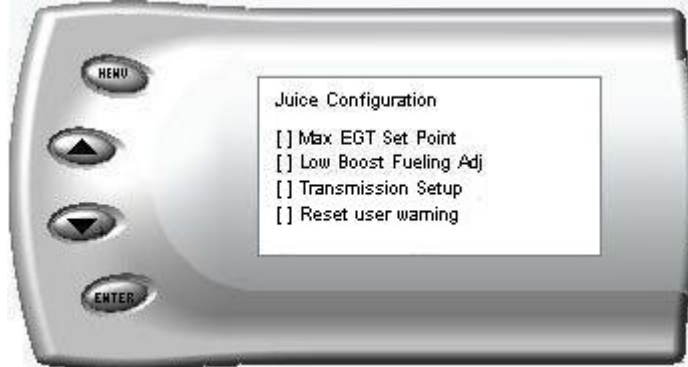 MENU
Juice Configuration
[ ] Max EGT Set Point
[ ] Low Boost Fueling Adj
[ ] Transmission Setup
[ ] Reset user warning
ENTER